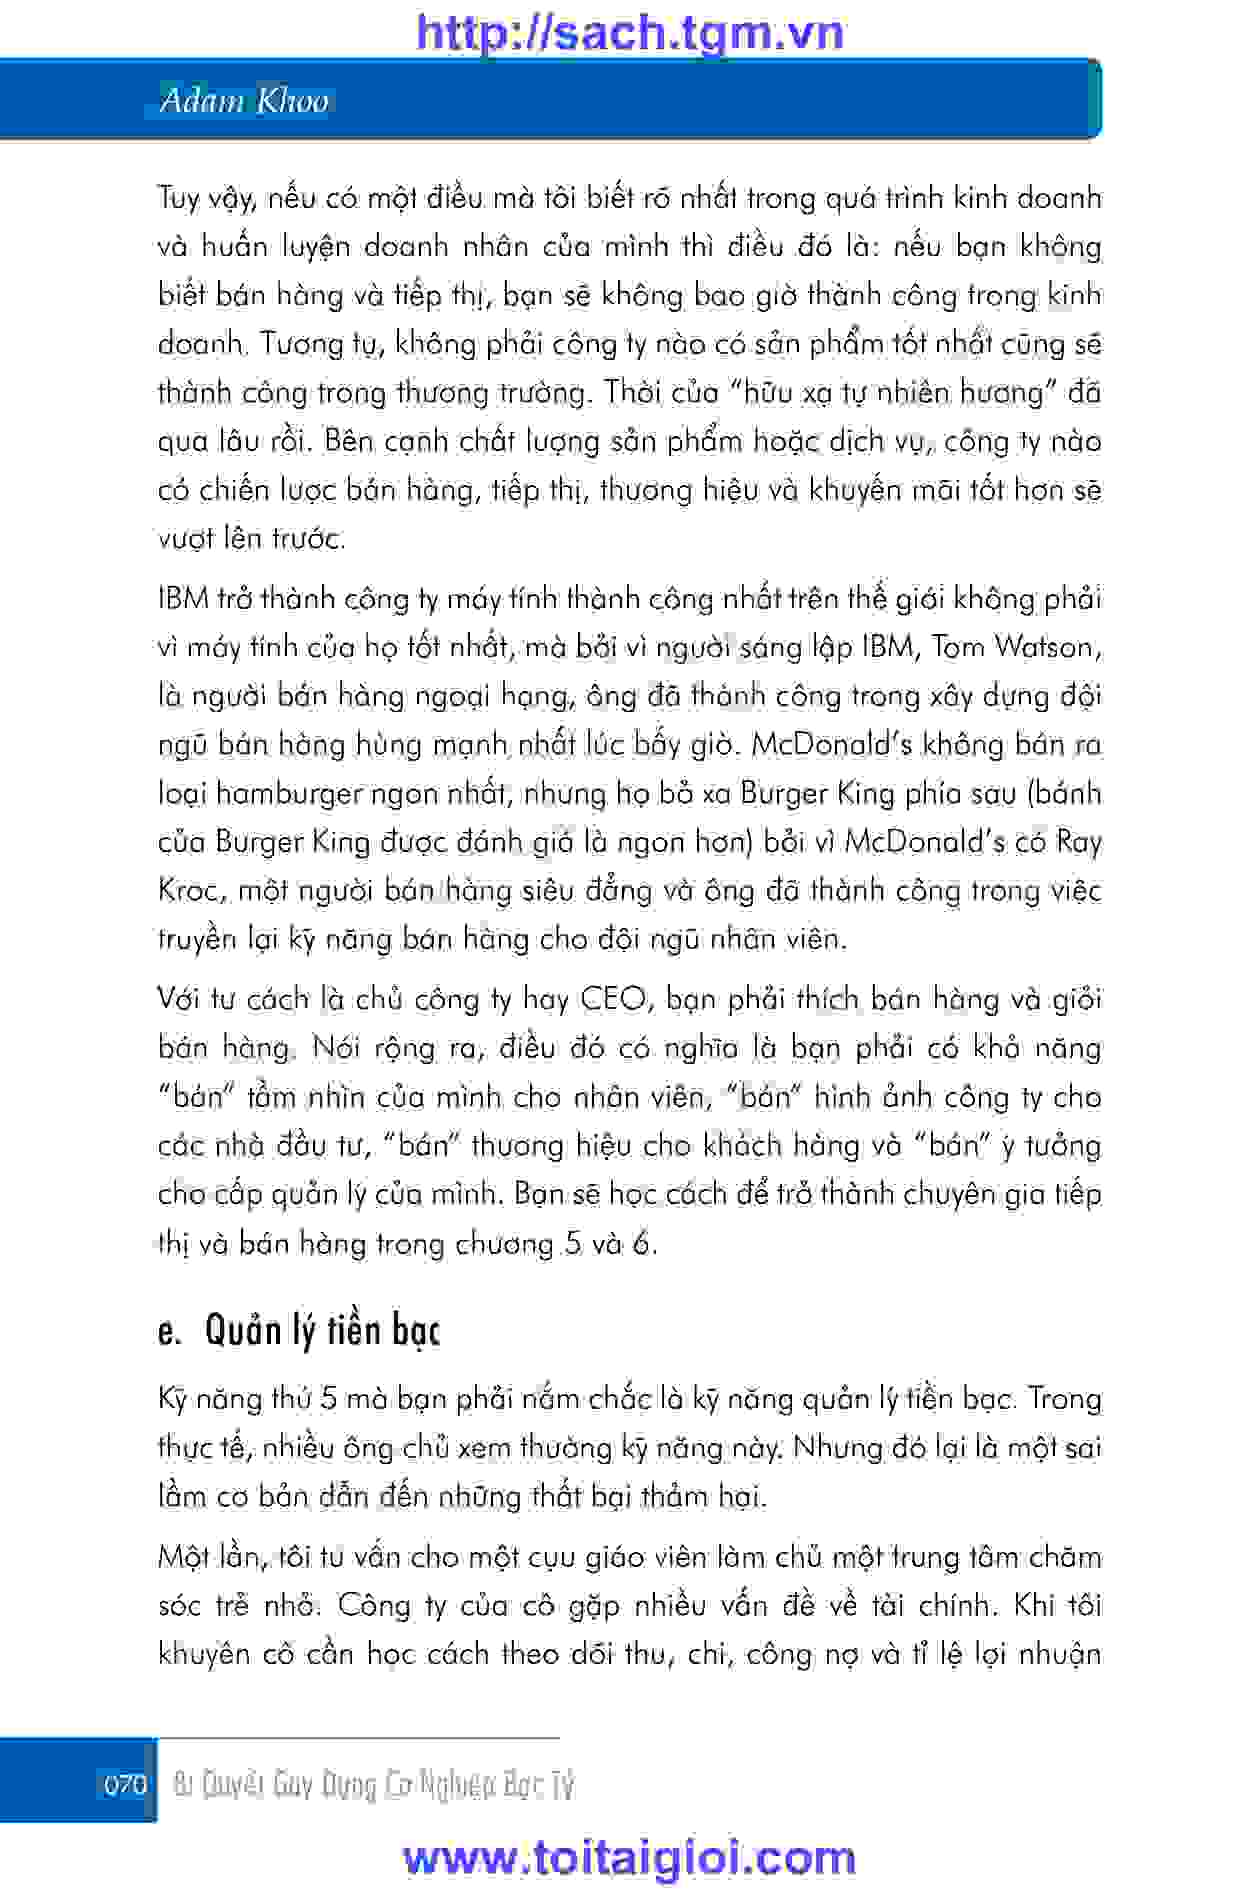 http://sach.tgm.vn
Adam Khoo
Tuy vậy, nếu có một điều mà tôi biết rõ nhất trong quá trình kinh doanh
và huấn luyện doanh nhân của mình thì điều đó là: nếu bạn không
biết bán hàng và tiếp thị, bạn sẽ không bao giờ thành công trong kinh
doanh. Tương tự, không phải công ty nào có sản phẩm tốt nhất cũng sẽ
thành công trong thương trường. Thời của “hữu xạ tự nhiên hương” đã
qua lâu rồi. Bên cạnh chất lượng sản phẩm hoặc dịch vụ, công ty nào
có chiến lược bán hàng, tiếp thị, thương hiệu và khuyến mãi tốt hơn sẽ
vượt lên trước.
IBM trở thành công ty máy tính thành công nhất trên thế giới không phải
vì máy tính của họ tốt nhất, mà bởi vì người sáng lập IBM, Tom Watson,
là người bán hàng ngoại hạng, ông đã thành công trong xây dựng đội
ngũ bán hàng hùng mạnh nhất lúc bấy giờ. McDonald’s không bán ra
loại hamburger ngon nhất, nhưng họ bỏ xa Burger King phía sau (bánh
của Burger King được đánh giá là ngon hơn) bởi vì McDonald’s có Ray
Kroc, một người bán hàng siêu đẳng và ông đã thành công trong việc
truyền lại kỹ năng bán hàng cho đội ngũ nhân viên.
Với tư cách là chủ công ty hay CEO, bạn phải thích bán hàng và giỏi
bán hàng. Nói rộng ra, điều đó có nghĩa là bạn phải có khả năng
“bán” tầm nhìn của mình cho nhân viên, “bán” hình ảnh công ty cho
các nhà đầu tư, “bán” thương hiệu cho khách hàng và “bán” ý tưởng
cho cấp quản lý của mình. Bạn sẽ học cách để trở thành chuyên gia tiếp
thị và bán hàng trong chương 5 và 6.
e. Quản lý tiền bạc
Kỹ năng thứ 5 mà bạn phải nắm chắc là kỹ năng quản lý tiền bạc. Trong
thực tế, nhiều ông chủ xem thường kỹ năng này. Nhưng đó lại là một sai
lầm cơ bản dẫn đến những thất bại thảm hại.
Một lần, tôi tư vấn cho một cựu giáo viên làm chủ một trung tâm chăm
sóc trẻ nhỏ. Công ty của cô gặp nhiều vấn đề về tài chính. Khi tôi
khuyên cô cần học cách theo dõi thu, chi, công nợ và tỉ lệ lợi nhuận
070 Bí Quyết Gây Dựng Cơ Nghiệp Bạc Tỷ
www.toitaigioi.com